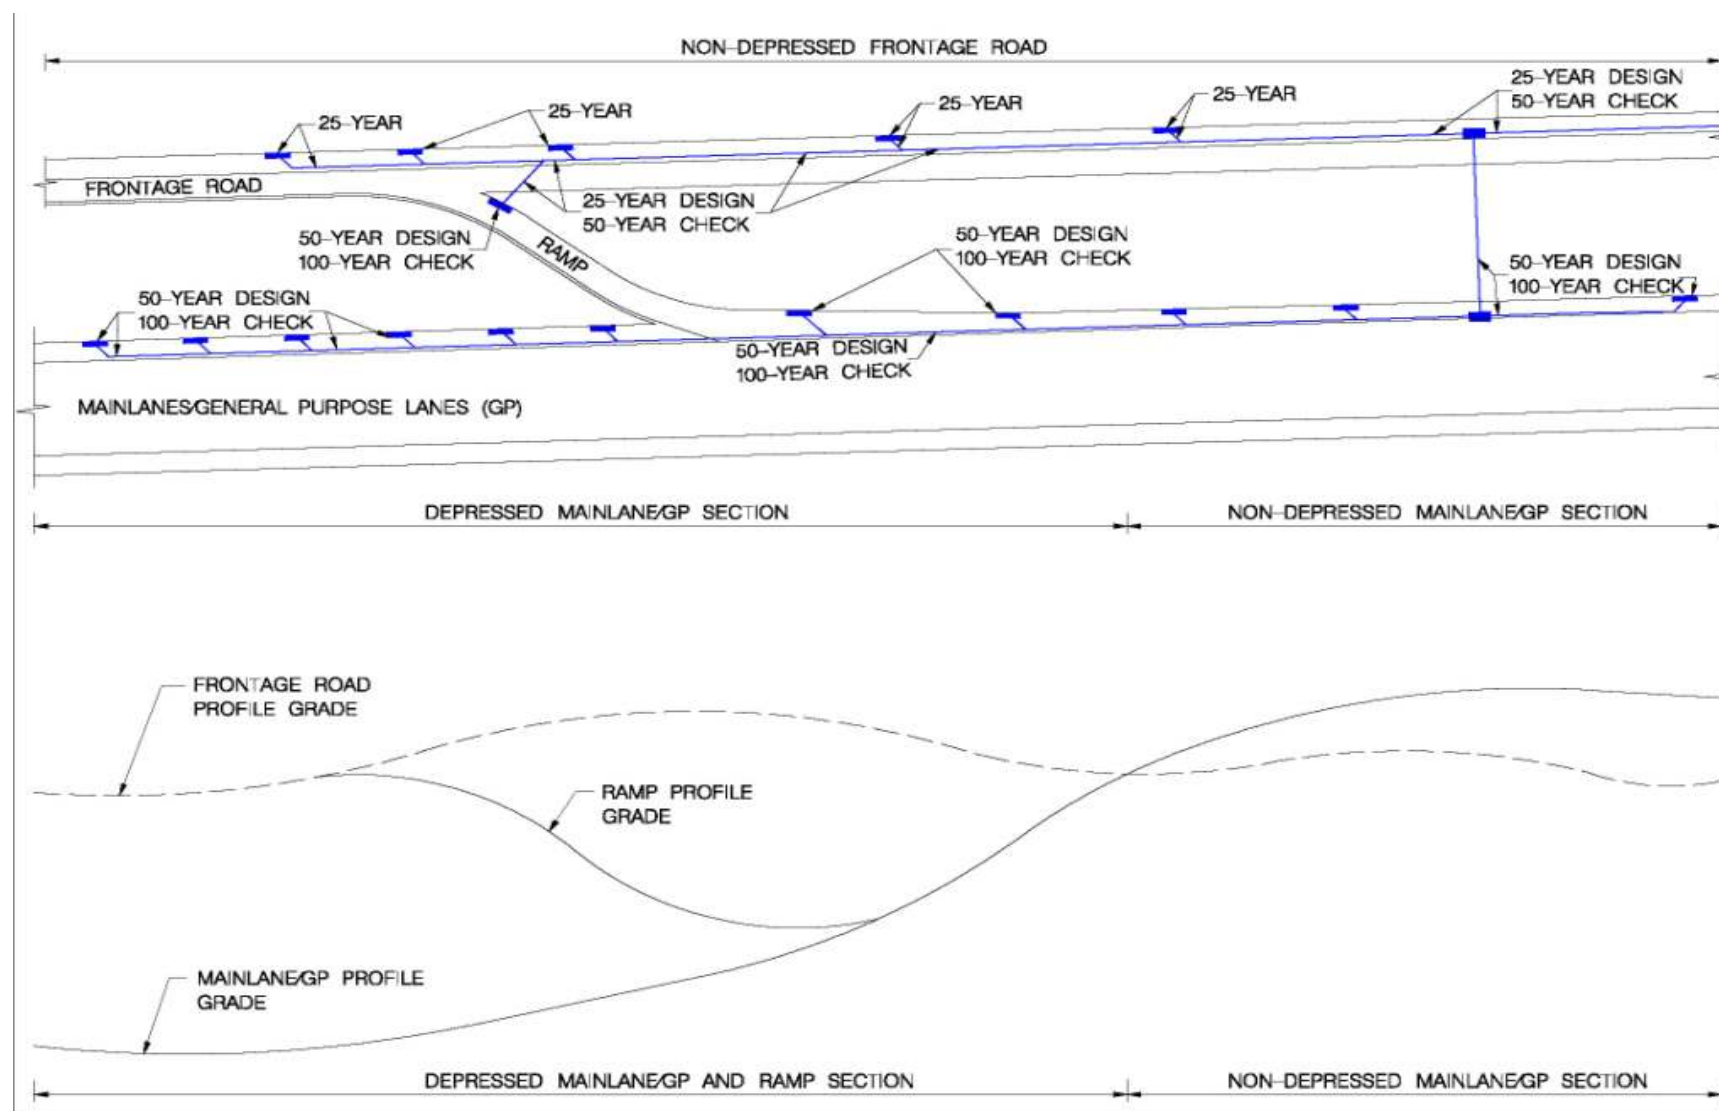 NON-DEPRESSED FRONTAGE ROAD
25-YEAR DESIGN
50-YEAR CHECK
25-YEAR
25-YEAR
25-YEAR
25-YEAR
FRONTAGE ROAD
25-YEAR DESIGN
50-YEAR CHECK
50-YEAR DESIGN
100-YEAR CHECK
RAMP
50-YEAR DESIGN
100-YEAR CHECK
50-YEAR DESIGN
100-YEAR CHECK
50-YEAR DESIGN
100-YEAR CHECK
50-YEAR DESIGN
100-YEAR CHECK
MAINLANES/GENERAL PURPOSE LANES (GP)
DEPRESSED MAINLANE/GP SECTION
NON-DEPRESSED MAINLANE/GP SECTION
FRONTAGE ROAD
PROFILE GRADE
RAMP PROFILE
GRADE
MAINLANE/GP PROFILE
GRADE
DEPRESSED MAINLANE/GP AND RAMP SECTION
NON-DEPRESSED MAINLANE/GP SECTION